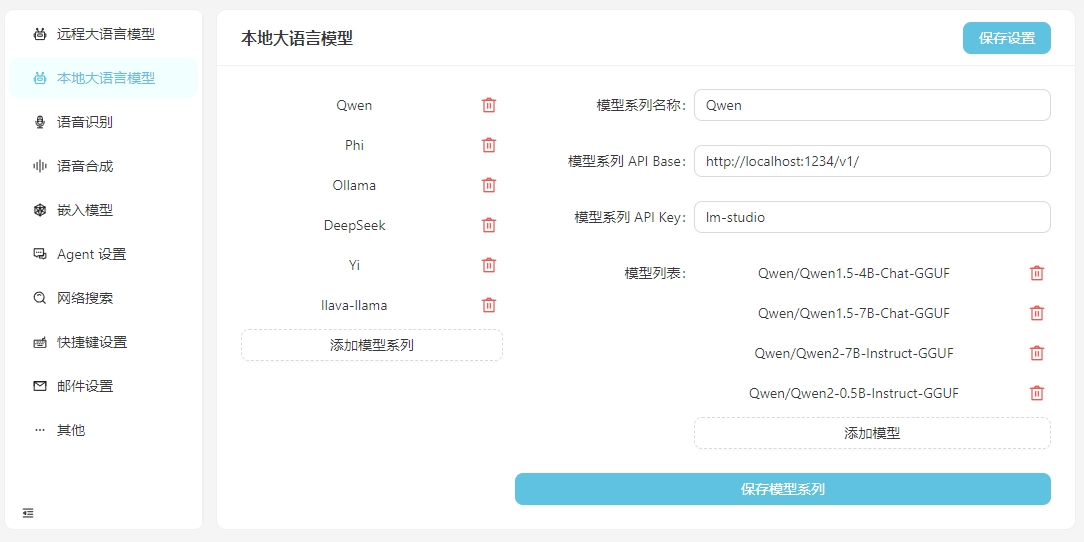 远程大语言模型
本地大语言模型
语音识别
语音合成
嵌入模型
Agent 设置
网络搜索
快捷键设置
邮件设置
其他
本地大语言模型
保存设置
Qwen
Phi
Ollama
DeepSeek
Yi
llava-llama
添加模型系列
模型系列名称: Qwen
模型系列 API Base: http://localhost:1234/v1/
模型系列 API Key: lm-studio
模型列表:
Qwen/Qwen1.5-4B-Chat-GGUF
Qwen/Qwen1.5-7B-Chat-GGUF
Qwen/Qwen2-7B-Instruct-GGUF
Qwen/Qwen2-0.5B-Instruct-GGUF
添加模型
保存模型系列